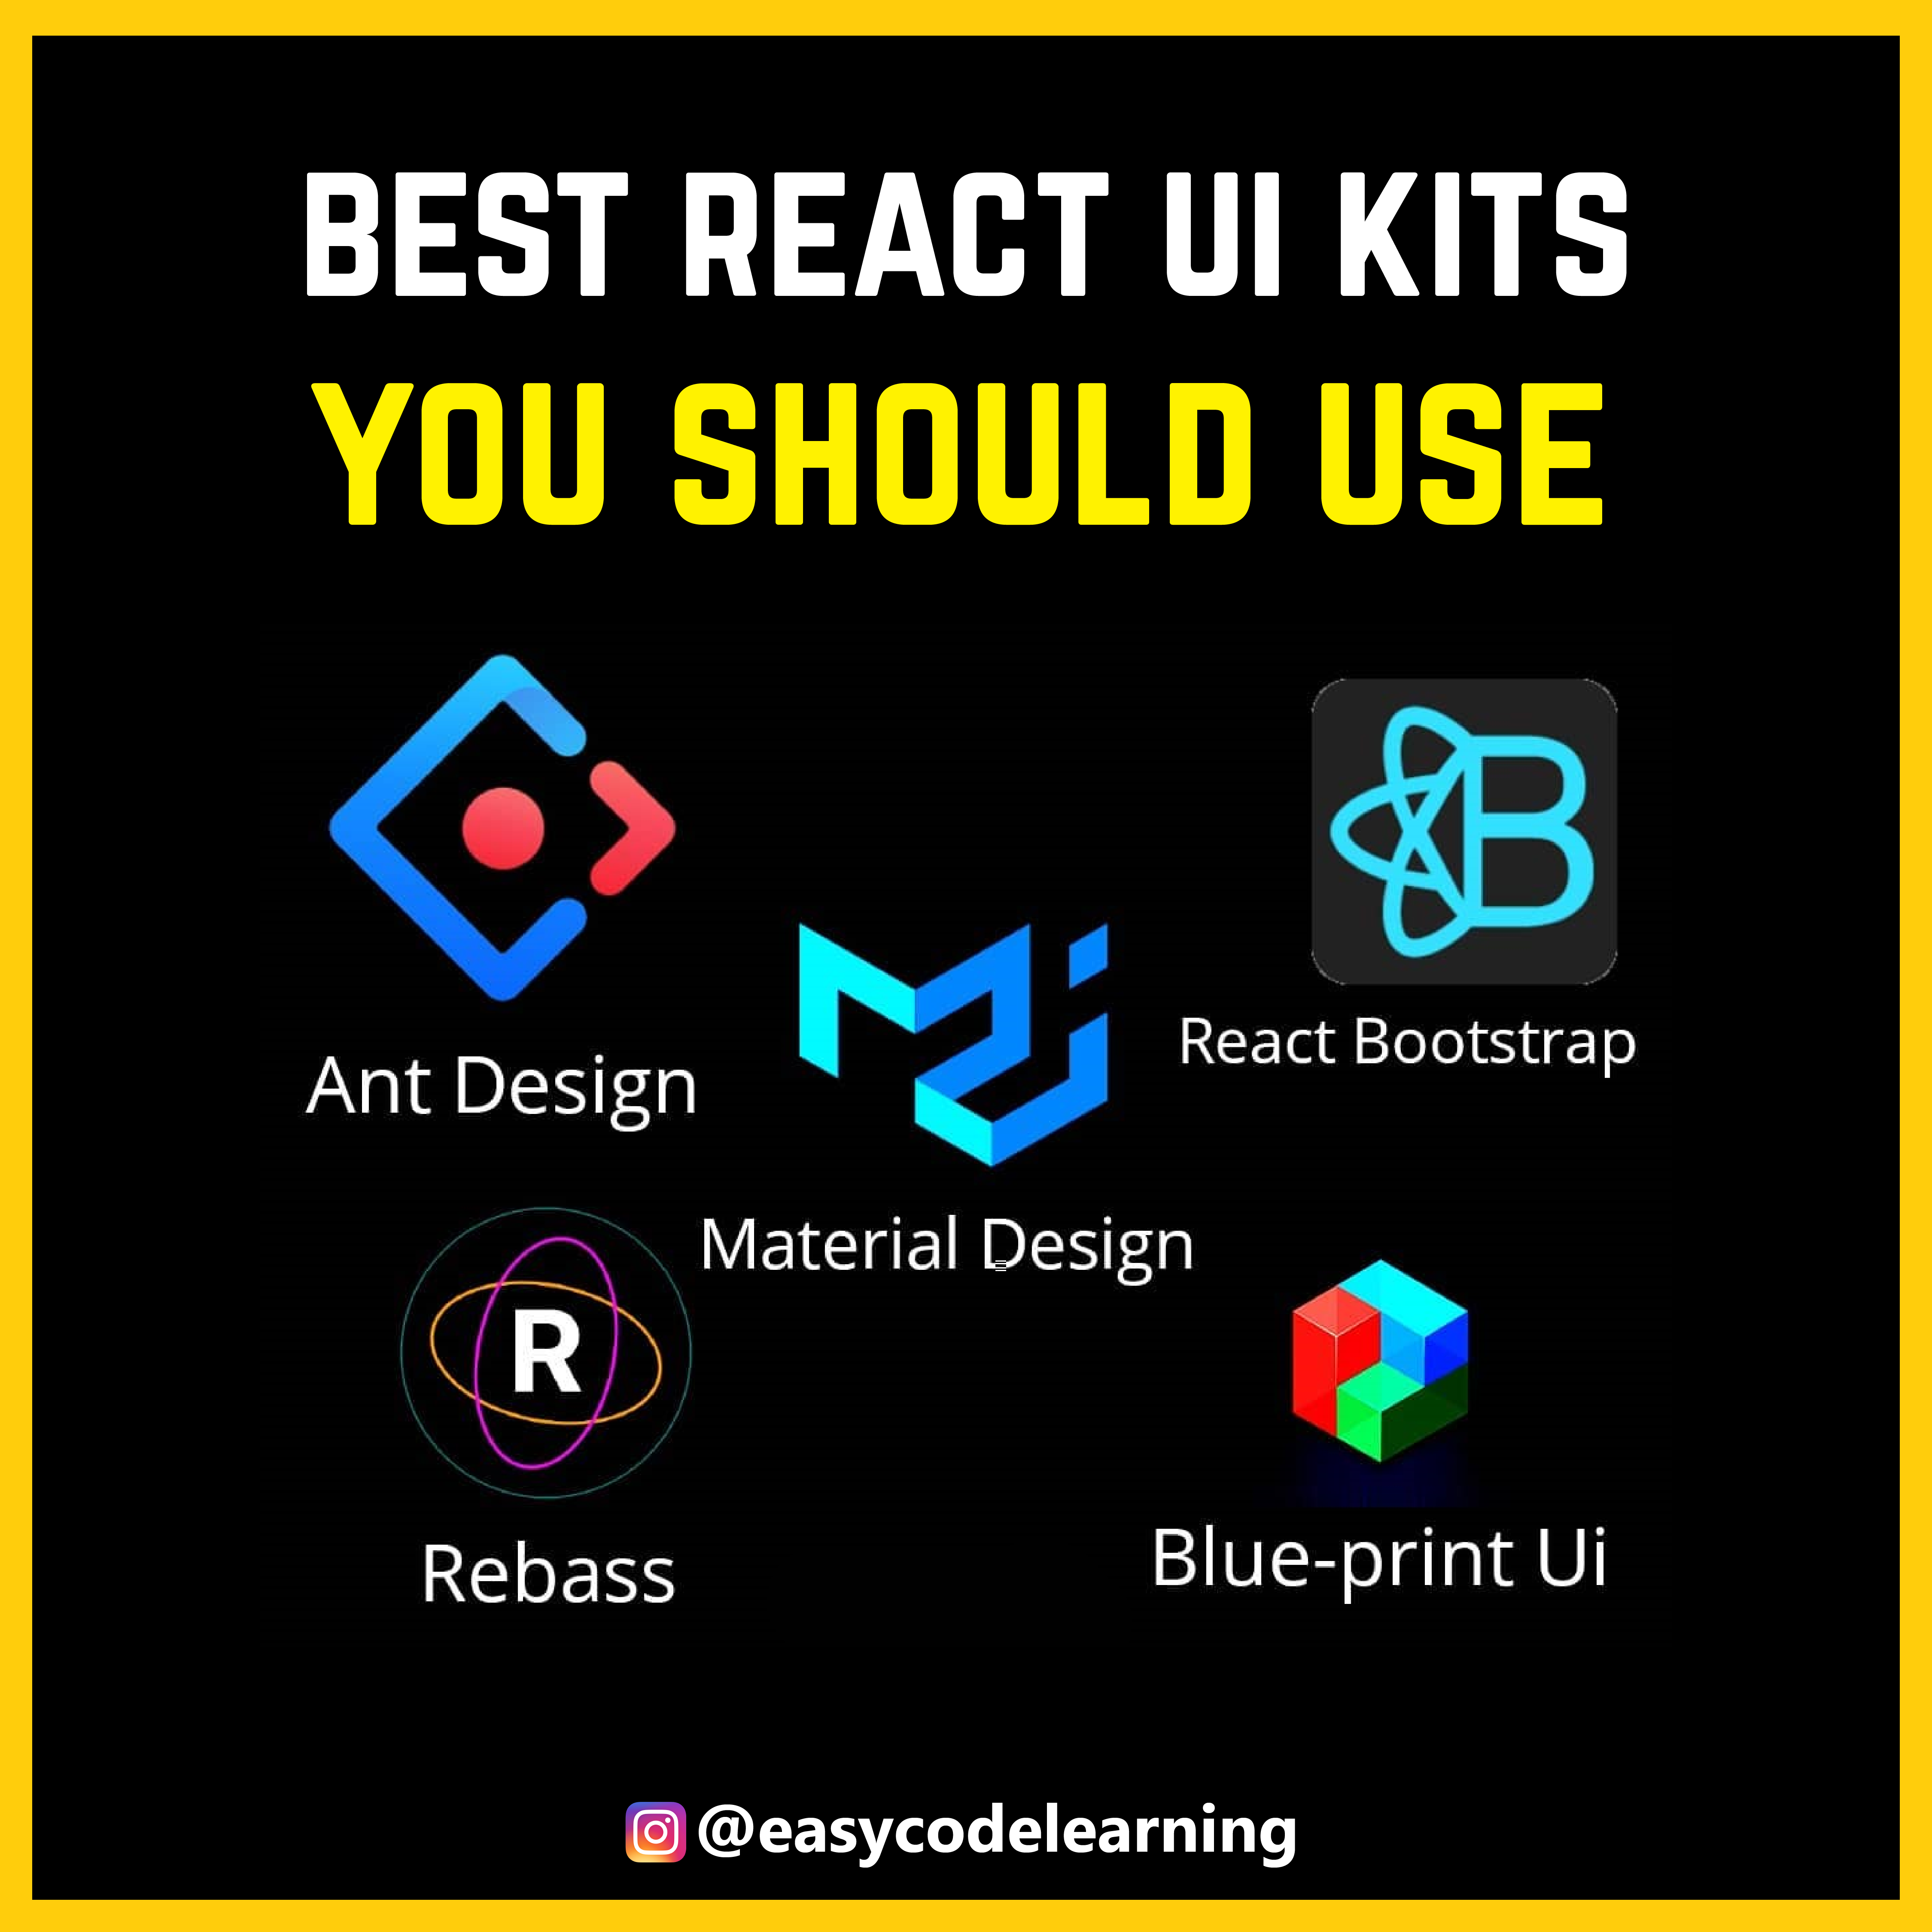 BEST REACT UI KITS
YOU SHOULD USE
Ant Design
React Bootstrap
Material Design
R
Rebass
Blue-print Ui
@easycodelearning